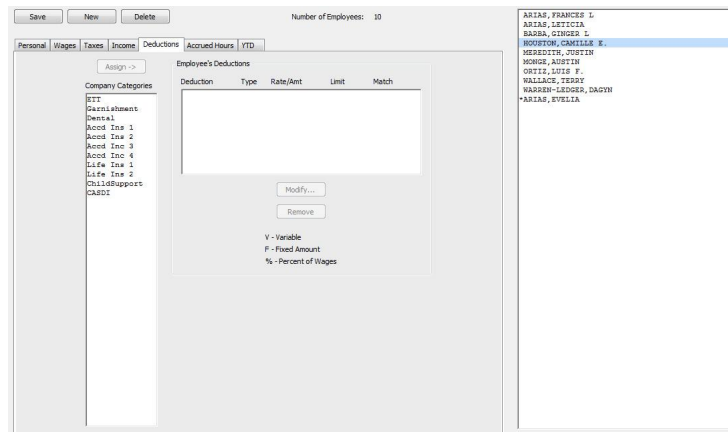 Save New Delete Number of Employees: 10
Personal Wages Taxes Income Deductions Accrued Hours YTD
Assign ->
Company Categories
ETT
Garnishment
Dental
Accd Ins 1
Accd Ins 2
Accd Inc 3
Accd Inc 4
Life Ins 1
Life Ins 2
ChildSupport
CASDI
Employee's Deductions
Deduction Type Rate/Amt Limit Match
Modify...
Remove
V - Variable
F - Fixed Amount
% - Percent of Wages
ARIAS,FRANCES L
ARIAS,LETICIA
BARBA,GINGER L
HOUSTON,CAMILLE E.
MEREDITH,JUSTIN
MONGE,AUSTIN
ORTIZ,LUIS F.
WALLACE,TERRY
WARREN-LEDGER,DAGYN
*ARIAS,EVELIA